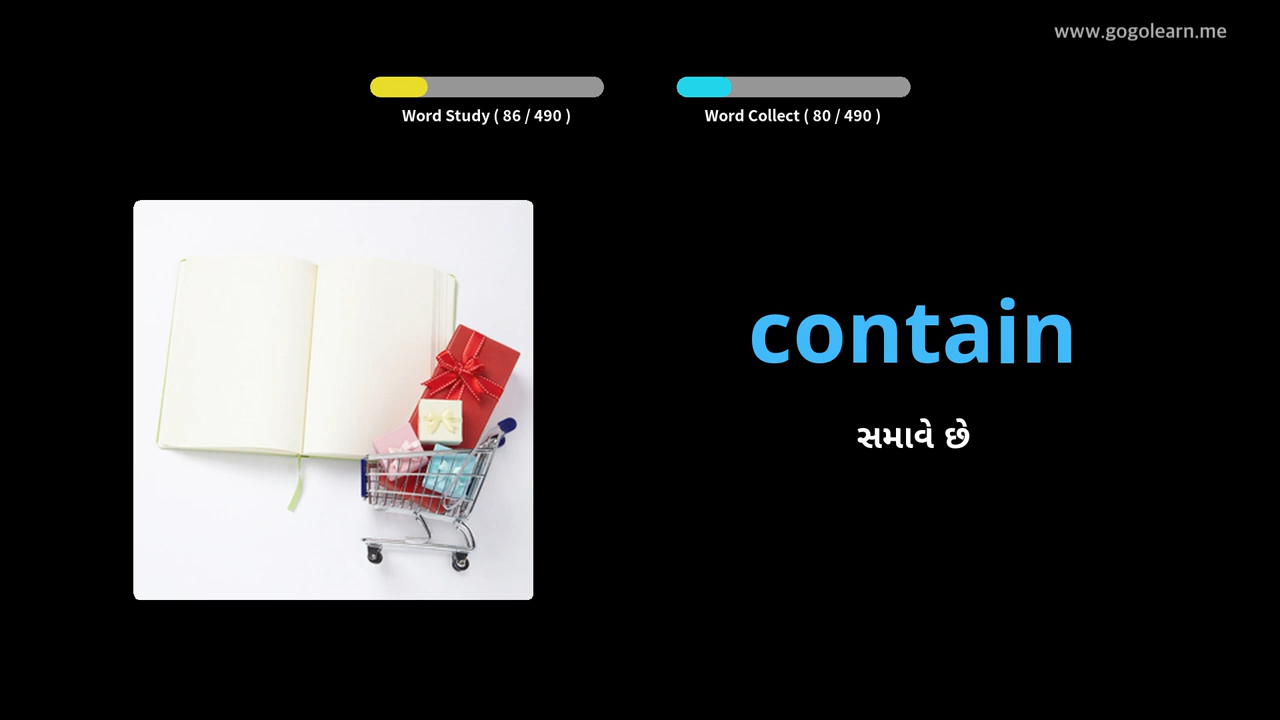 www.gogolearn.me
Word Study ( 86 / 490 )
Word Collect ( 80 / 490 )
contain
સમાવે છે